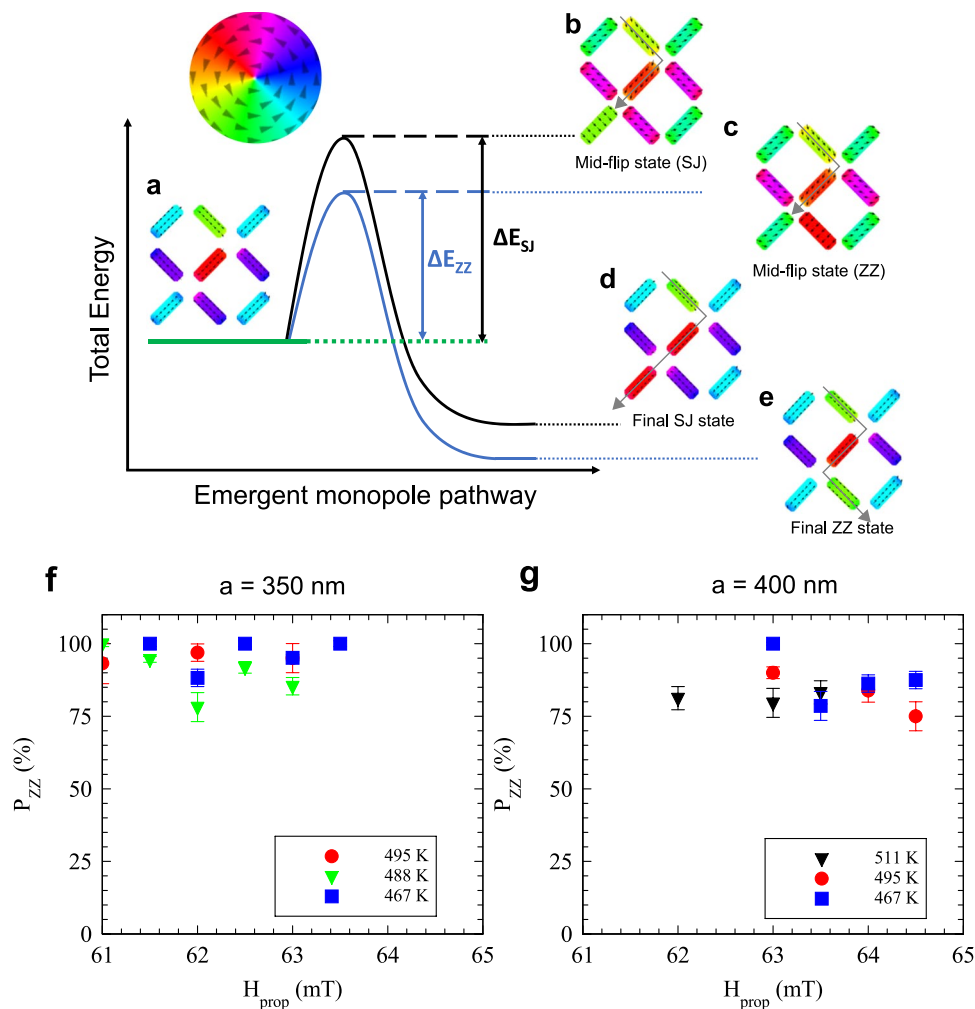 b
Mid-flip state (SJ)
c
Mid-flip state (ZZ)
a
ΔE_ZZ
ΔE_SJ
d
Final SJ state
e
Final ZZ state
Total Energy
Emergent monopole pathway
f
a = 350 nm
100
75
50
25
0
P_ZZ (%)
495 K
488 K
467 K
61 62 63 64 65
H_prop (mT)
g
a = 400 nm
100
75
50
25
0
P_ZZ (%)
511 K
495 K
467 K
61 62 63 64 65
H_prop (mT)